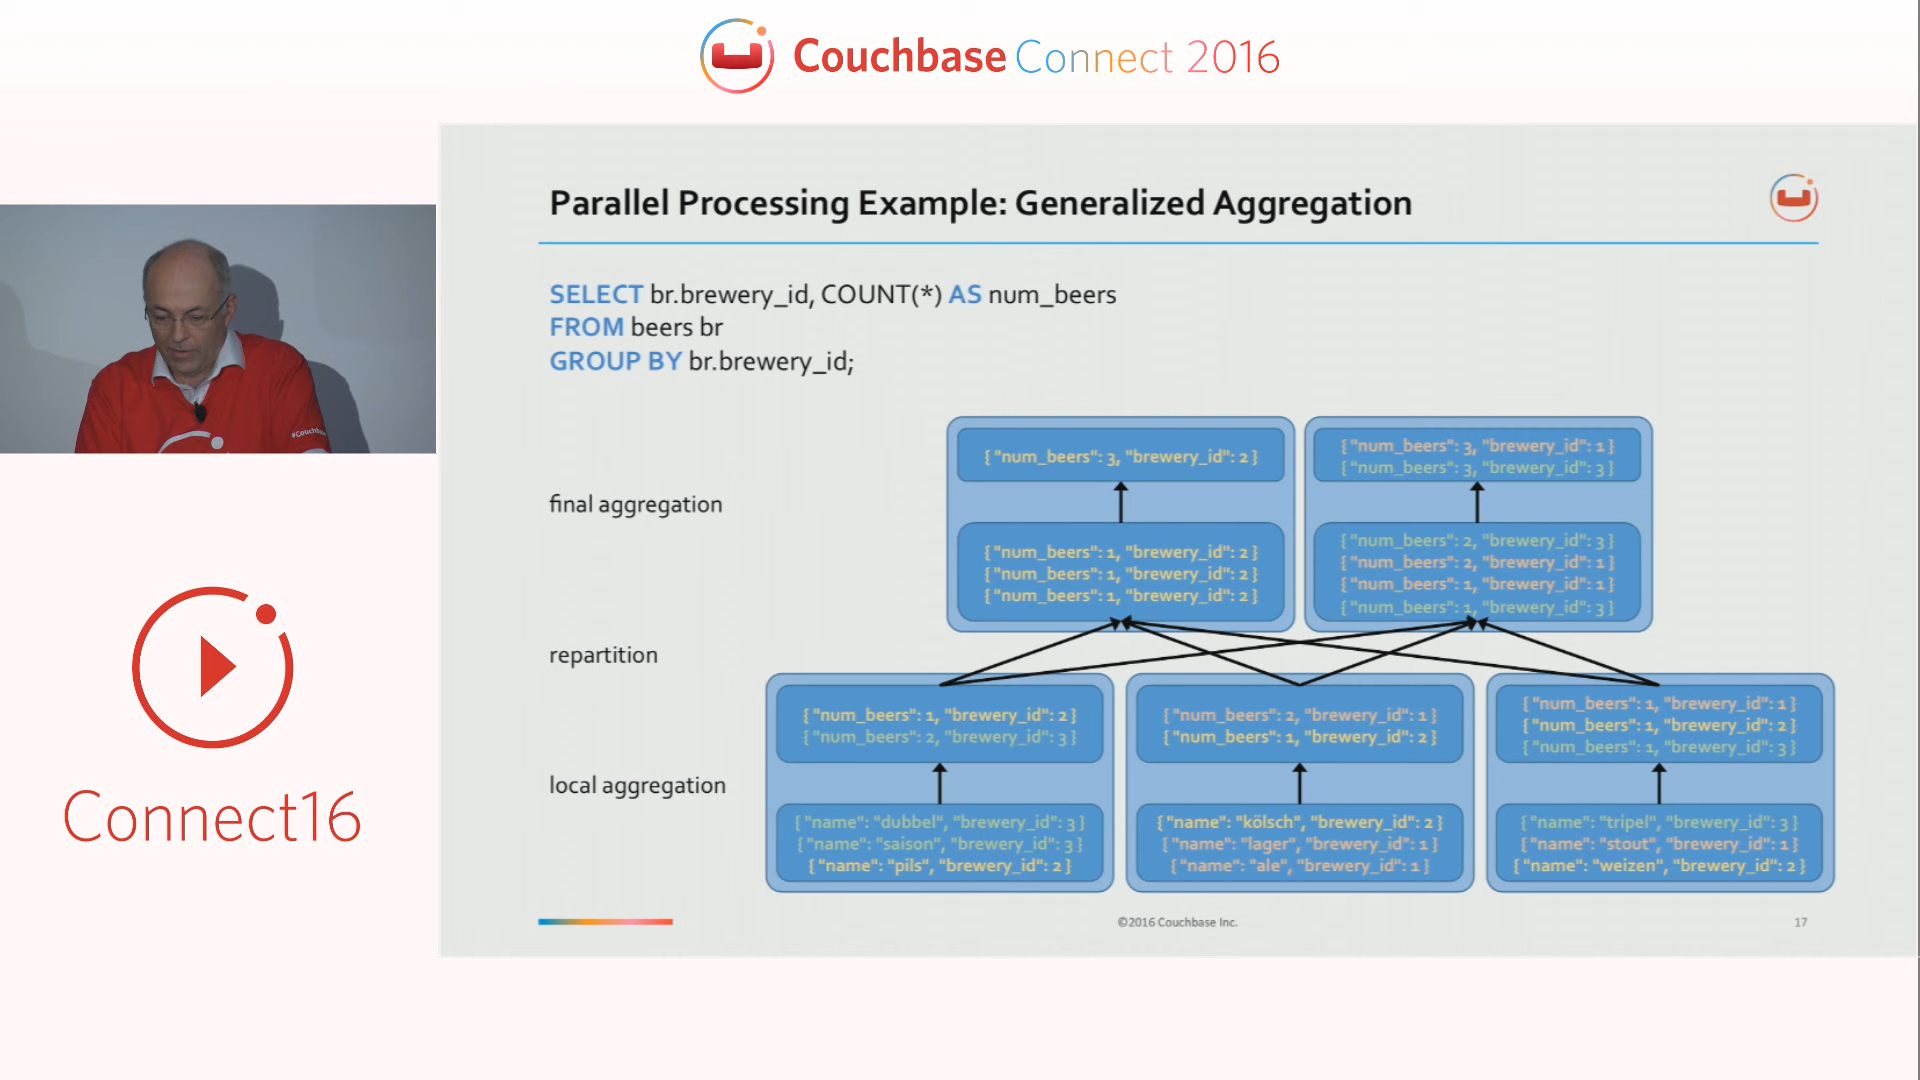 Couchbase Connect 2016
Parallel Processing Example: Generalized Aggregation
SELECT br.brewery_id, COUNT(*) AS num_beers
FROM beers br
GROUP BY br.brewery_id;
{ "num_beers": 3, "brewery_id": 2 }
{ "num_beers": 3, "brewery_id": 1 }
{ "num_beers": 3, "brewery_id": 3 }
final aggregation
{ "num_beers": 1, "brewery_id": 2 }
{ "num_beers": 1, "brewery_id": 2 }
{ "num_beers": 1, "brewery_id": 2 }
{ "num_beers": 2, "brewery_id": 3 }
{ "num_beers": 2, "brewery_id": 1 }
{ "num_beers": 1, "brewery_id": 1 }
{ "num_beers": 1, "brewery_id": 3 }
repartition
{ "num_beers": 1, "brewery_id": 2 }
{ "num_beers": 2, "brewery_id": 3 }
{ "num_beers": 2, "brewery_id": 1 }
{ "num_beers": 1, "brewery_id": 2 }
{ "num_beers": 1, "brewery_id": 1 }
{ "num_beers": 1, "brewery_id": 2 }
{ "num_beers": 1, "brewery_id": 3 }
local aggregation
{ "name": "dubbel", "brewery_id": 3 }
{ "name": "saison", "brewery_id": 3 }
{ "name": "pils", "brewery_id": 2 }
{ "name": "kölsch", "brewery_id": 2 }
{ "name": "lager", "brewery_id": 1 }
{ "name": "ale", "brewery_id": 1 }
{ "name": "tripel", "brewery_id": 3 }
{ "name": "stout", "brewery_id": 1 }
{ "name": "weizen", "brewery_id": 2 }
©2016 Couchbase Inc.
17
#Couchbase
Connect16